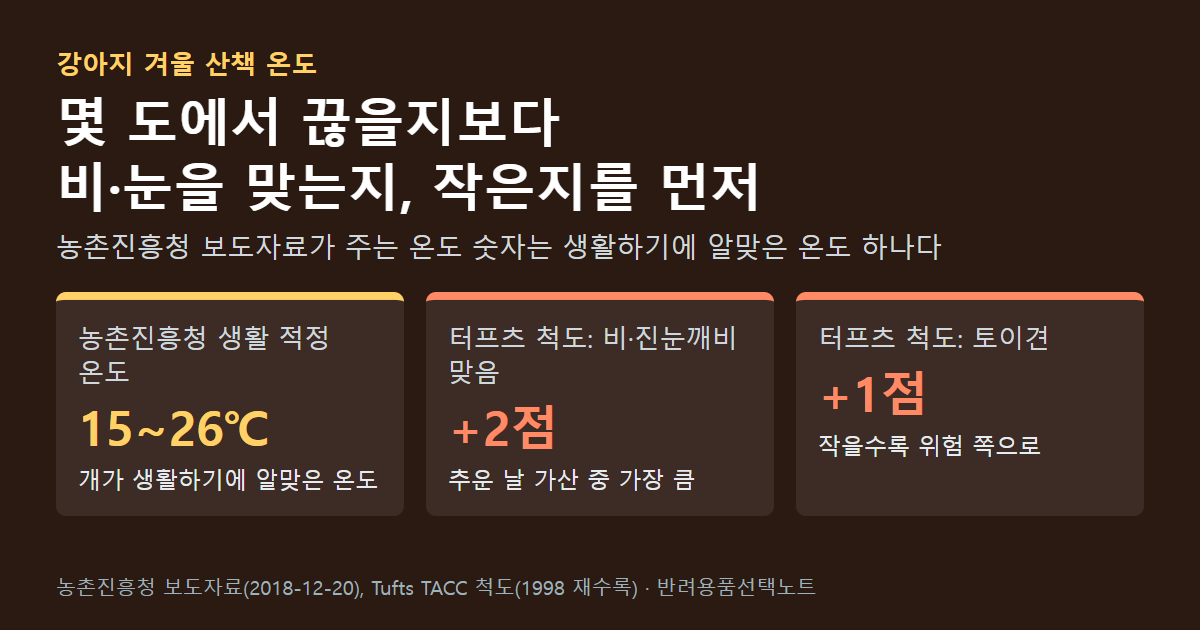 강아지 겨울 산책 온도
몇 도에서 끊을지보다
비·눈을 맞는지, 작은지를 먼저
농촌진흥청 보도자료가 주는 온도 숫자는 생활하기에 알맞은 온도 하나다
농촌진흥청 생활 적정
온도
15~26℃
개가 생활하기에 알맞은 온도
터프츠 척도: 비·진눈깨비
맞음
+2점
추운 날 가산 중 가장 큼
터프츠 척도: 토이견
+1점
작을수록 위험 쪽으로
농촌진흥청 보도자료(2018-12-20), Tufts TACC 척도(1998 재수록) · 반려용품선택노트